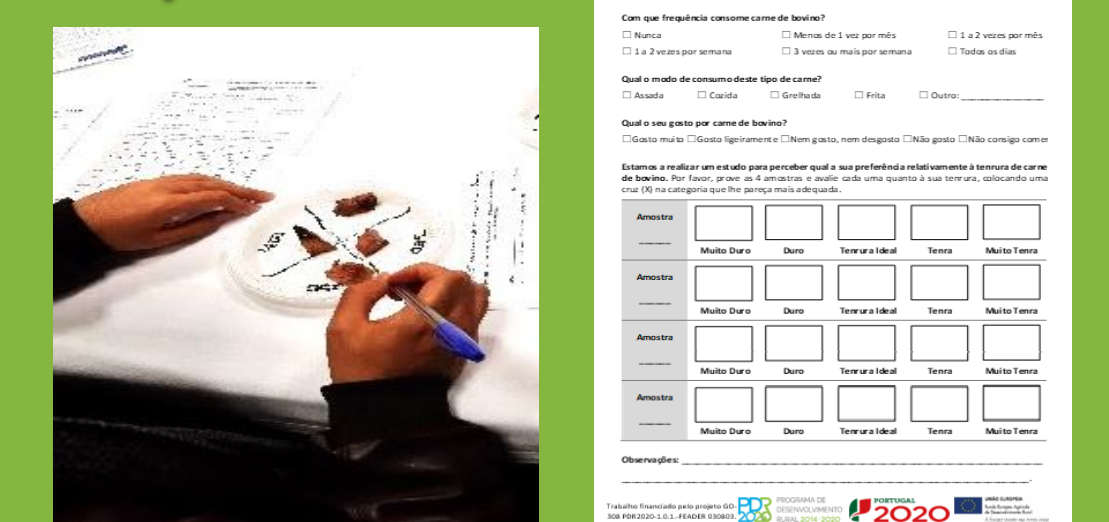 Com que frequência consome carne de bovino?
☐ Nunca ☐ Menos de 1 vez por mês ☐ 1 a 2 vezes por mês
☐ 1 a 2 vezes por semana ☐ 3 vezes ou mais por semana ☐ Todos os dias
Qual o modo de consumo deste tipo de carne?
☐ Assada ☐ Cozida ☐ Grelhada ☐ Frita ☐ Outro: ____________
Qual o seu gosto por carne de bovino?
☐Gosto muito ☐Gosto ligeiramente ☐Nem gosto, nem desgosto ☐Não gosto ☐Não consigo comer
Estamos a realizar um estudo para perceber qual a sua preferência relativamente à tenrura de carne
de bovino. Por favor, prove as 4 amostras e avalie cada uma quanto à sua tenrura, colocando uma
cruz (X) na categoria que lhe pareça mais adequada.
Amostra
Muito Duro Duro Tenrura Ideal Tenra Muito Tenra
Amostra
Muito Duro Duro Tenrura Ideal Tenra Muito Tenra
Amostra
Muito Duro Duro Tenrura Ideal Tenra Muito Tenra
Amostra
Muito Duro Duro Tenrura Ideal Tenra Muito Tenra
Observações:
Trabalho financiado pelo projeto GO-
308 PDR2020-1.0.1.-FEADER 030803.
PDR
2020
PROGRAMA DE
DESENVOLVIMENTO
RURAL 2014·2020
PORTUGAL
2020
UNIÃO EUROPEIA